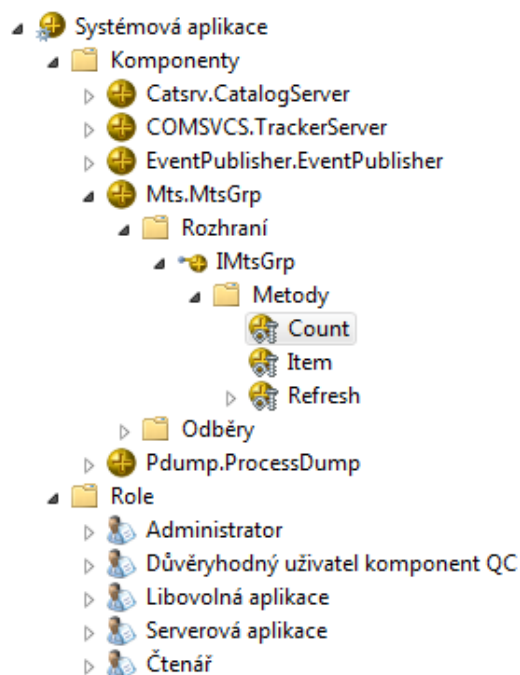 Systémová aplikace
Komponenty
Catsrv.CatalogServer
COMSVCS.TrackerServer
EventPublisher.EventPublisher
Mts.MtsGrp
Rozhraní
IMtsGrp
Metody
Count
Item
Refresh
Odběry
Pdump.ProcessDump
Role
Administrator
Důvěryhodný uživatel komponent QC
Libovolná aplikace
Serverová aplikace
Čtenář